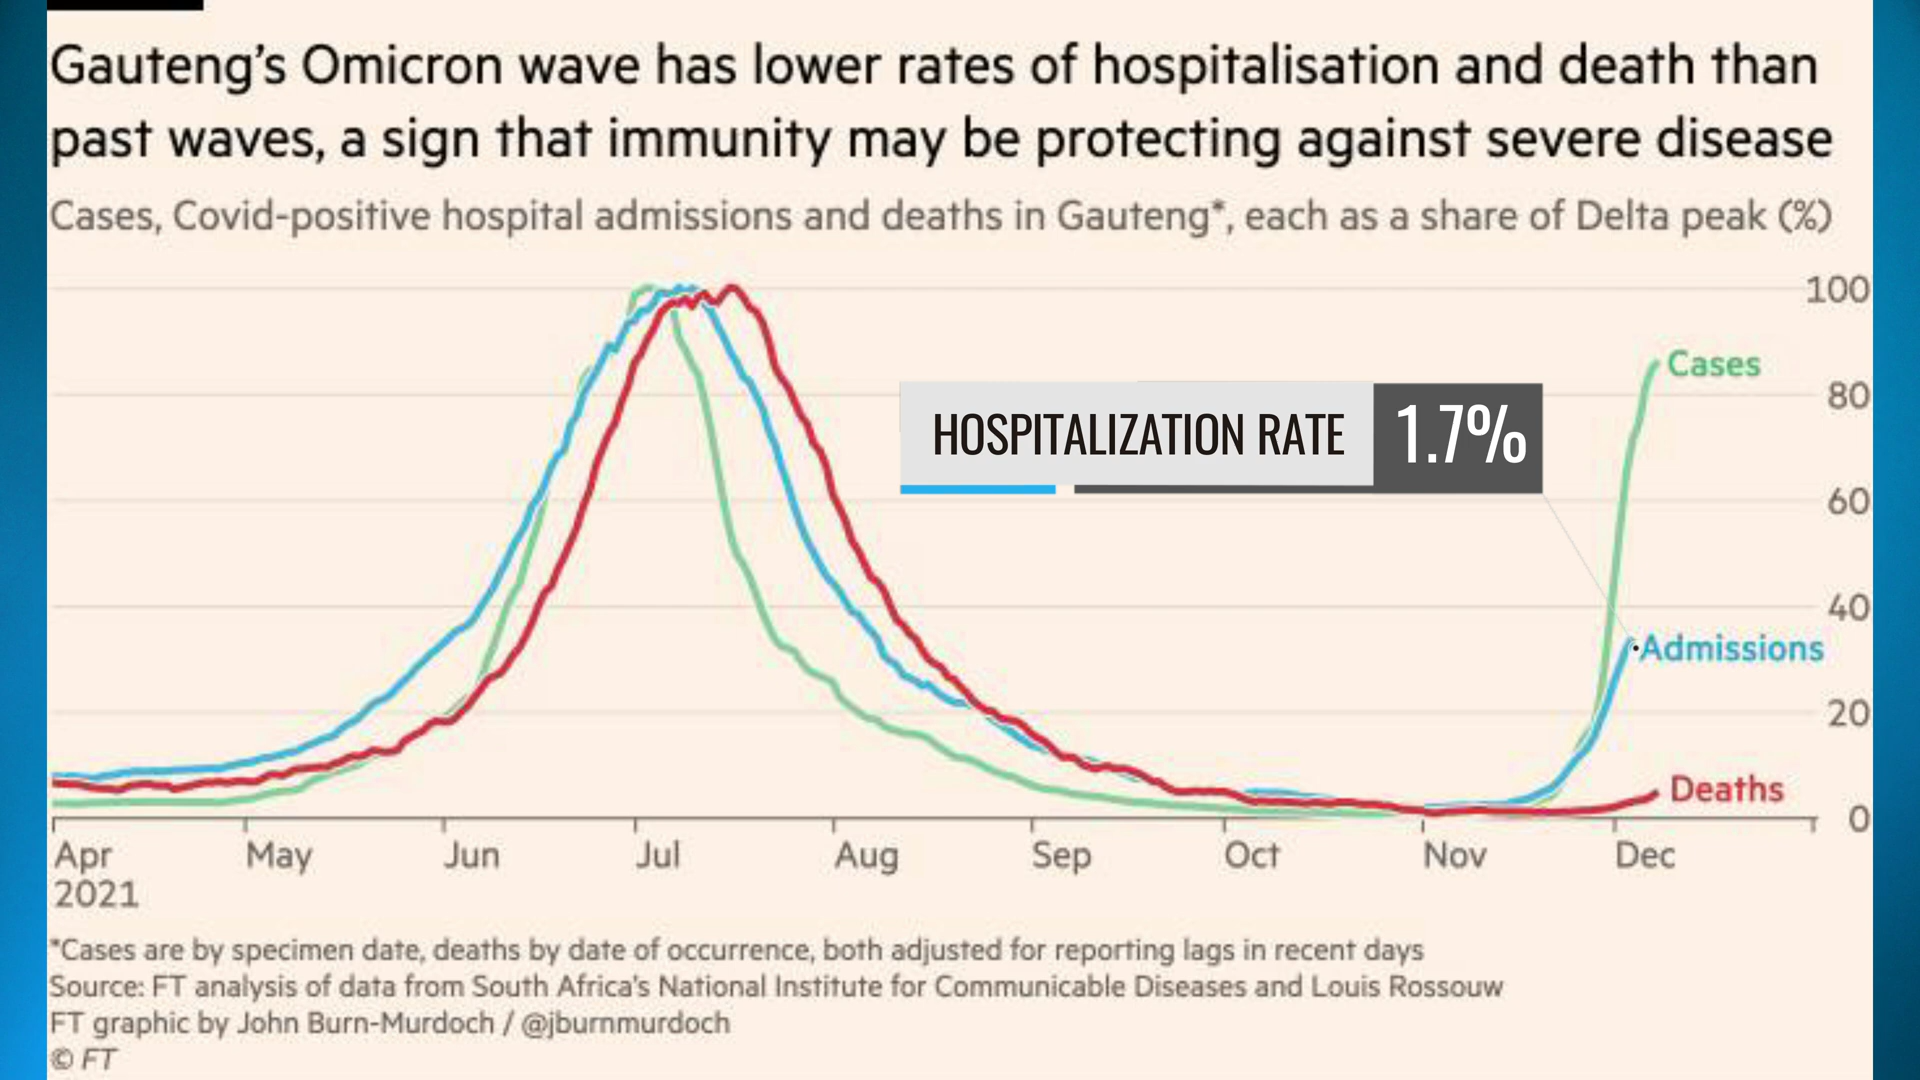 Gauteng's Omicron wave has lower rates of hospitalisation and death than
past waves, a sign that immunity may be protecting against severe disease
Cases, Covid-positive hospital admissions and deaths in Gauteng*, each as a share of Delta peak (%)
100
Cases
80
HOSPITALIZATION RATE 1.7%
60
40
Admissions
20
Deaths
0
Apr May Jun Jul Aug Sep Oct Nov Dec
2021
*Cases are by specimen date, deaths by date of occurrence, both adjusted for reporting lags in recent days
Source: FT analysis of data from South Africa's National Institute for Communicable Diseases and Louis Rossouw
FT graphic by John Burn-Murdoch / @jburnmurdoch
© FT